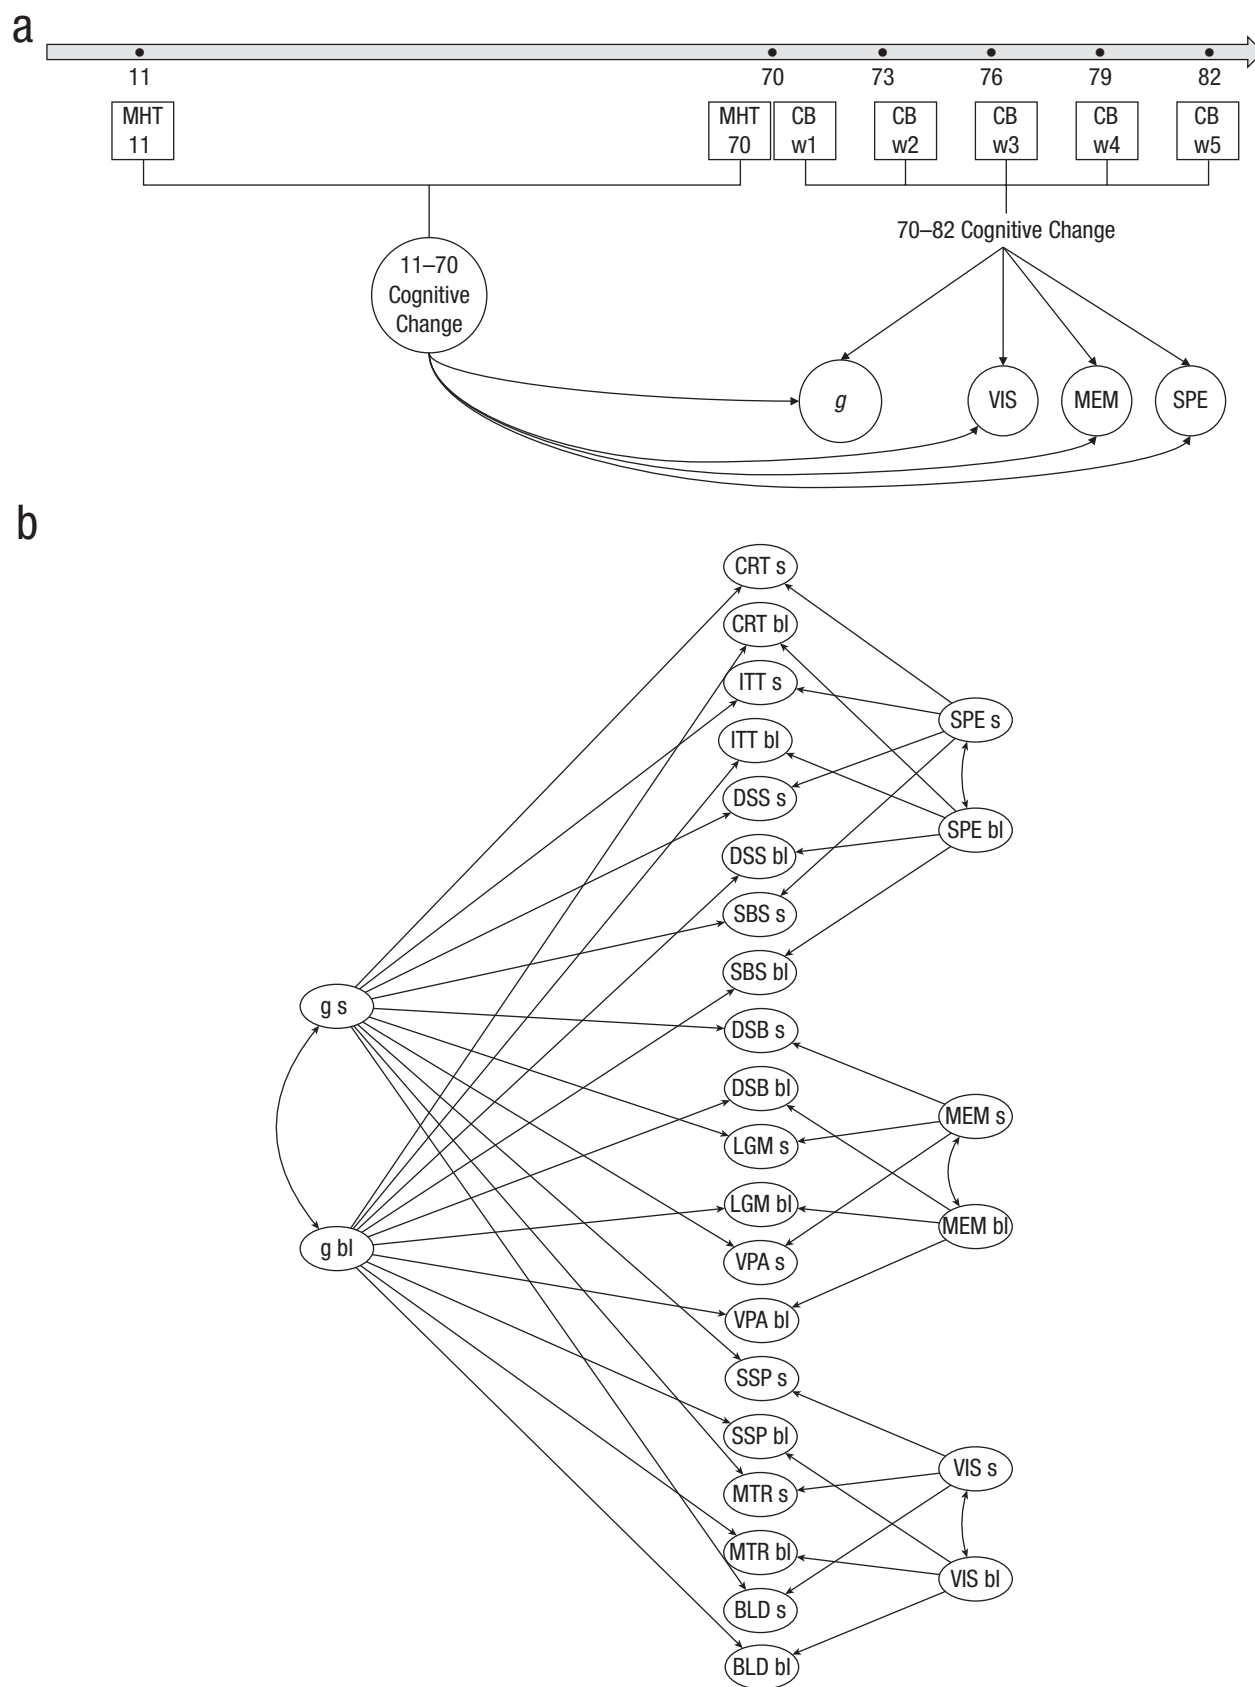 a
11 70 73 76 79 82
MHT
11
MHT
70
CB
w1
CB
w2
CB
w3
CB
w4
CB
w5
70–82 Cognitive Change
11–70
Cognitive
Change
g
VIS
MEM
SPE
b
CRT s
CRT bl
ITT s
ITT bl
DSS s
DSS bl
SBS s
SBS bl
DSB s
DSB bl
LGM s
LGM bl
VPA s
VPA bl
SSP s
SSP bl
MTR s
MTR bl
BLD s
BLD bl
g s
g bl
SPE s
SPE bl
MEM s
MEM bl
VIS s
VIS bl